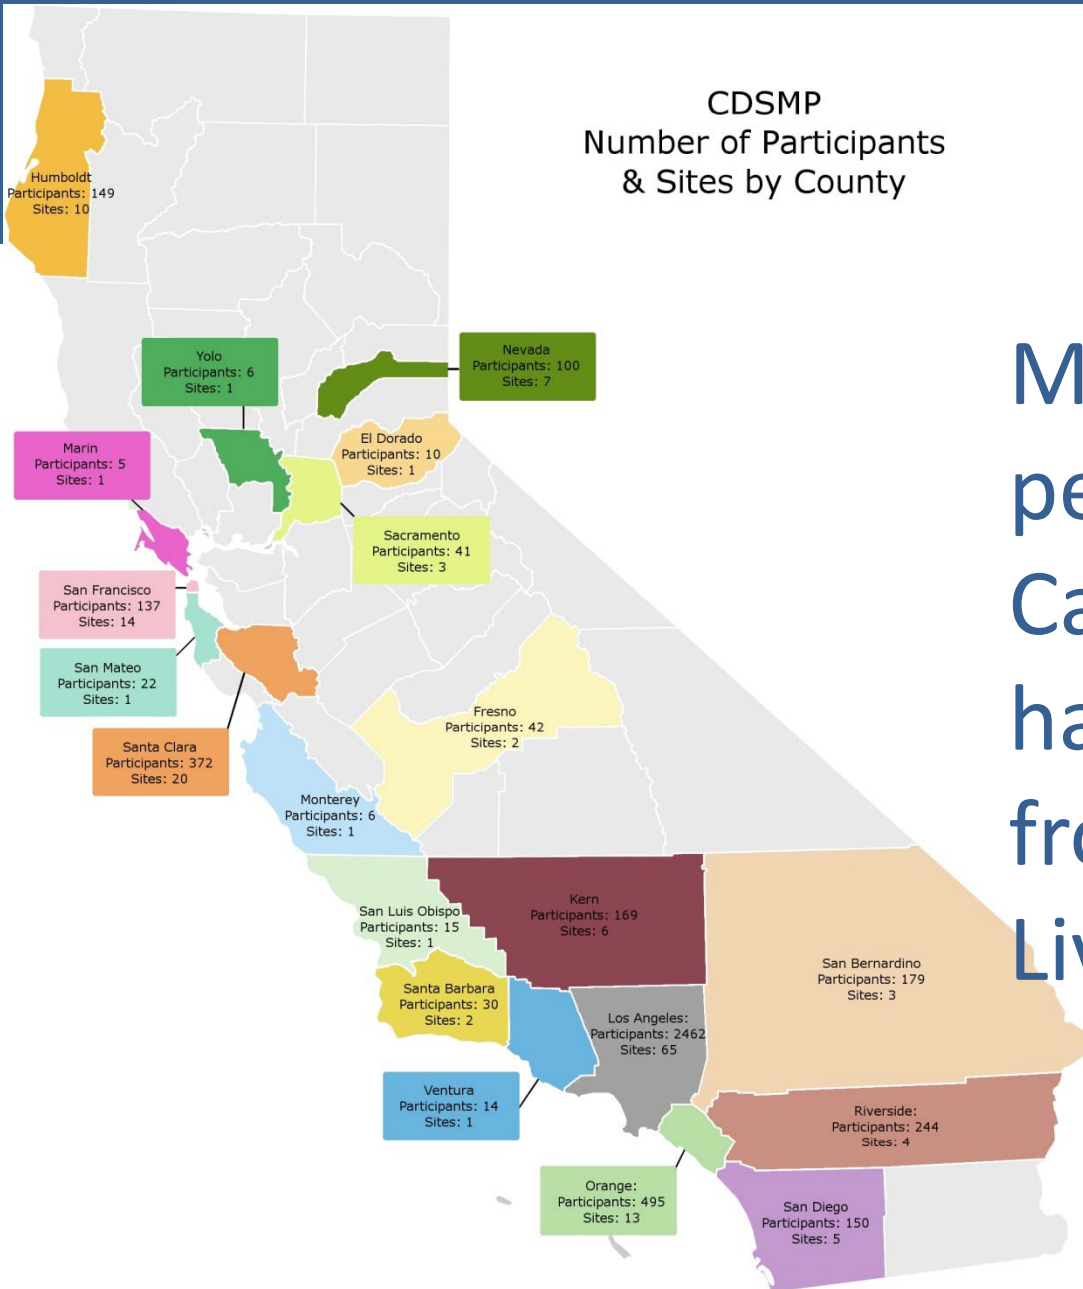 CDSMP
Number of Participants
& Sites by County
Humboldt
Participants: 149
Sites: 10
Yolo
Participants: 6
Sites: 1
Nevada
Participants: 100
Sites: 7
Marin
Participants: 5
Sites: 1
El Dorado
Participants: 10
Sites: 1
Sacramento
Participants: 41
Sites: 3
San Francisco
Participants: 137
Sites: 14
San Mateo
Participants: 22
Sites: 1
Santa Clara
Participants: 372
Sites: 20
Fresno
Participants: 42
Sites: 2
Monterey
Participants: 6
Sites: 1
San Luis Obispo
Participants: 15
Sites: 1
Kern
Participants: 169
Sites: 6
San Bernardino
Participants: 179
Sites: 3
Santa Barbara
Participants: 30
Sites: 2
Los Angeles:
Participants: 2462
Sites: 65
Ventura
Participants: 14
Sites: 1
Riverside:
Participants: 244
Sites: 4
Orange:
Participants: 495
Sites: 13
San Diego
Participants: 150
Sites: 5
M
pe
Ca
ha
fro
Liv